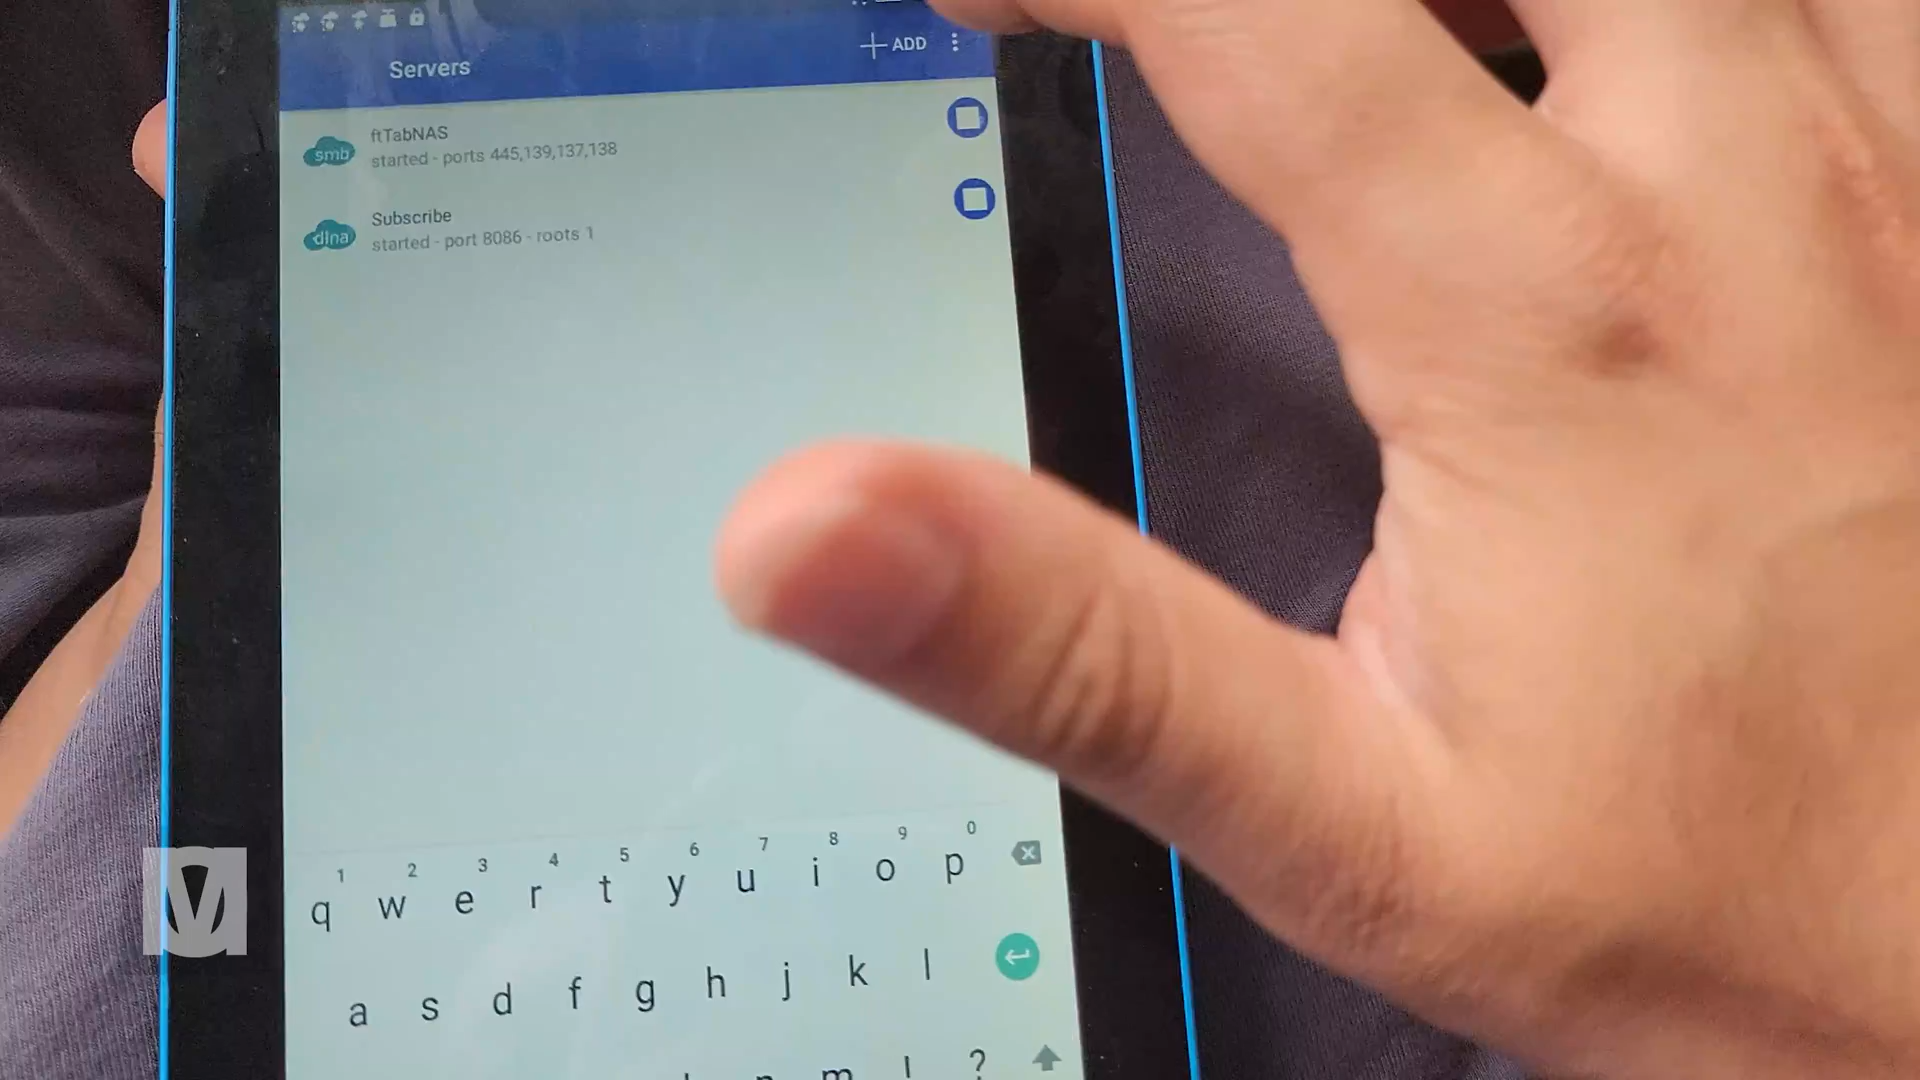 Servers
ADD
smb
ftTabNAS
started - ports 445,139,137,138
dlna
Subscribe
started - port 8086 - roots 1
1 2 3 4 5 6 7 8 9 0
q w e r t y u i o p
a s d f g h j k l
m ! ?